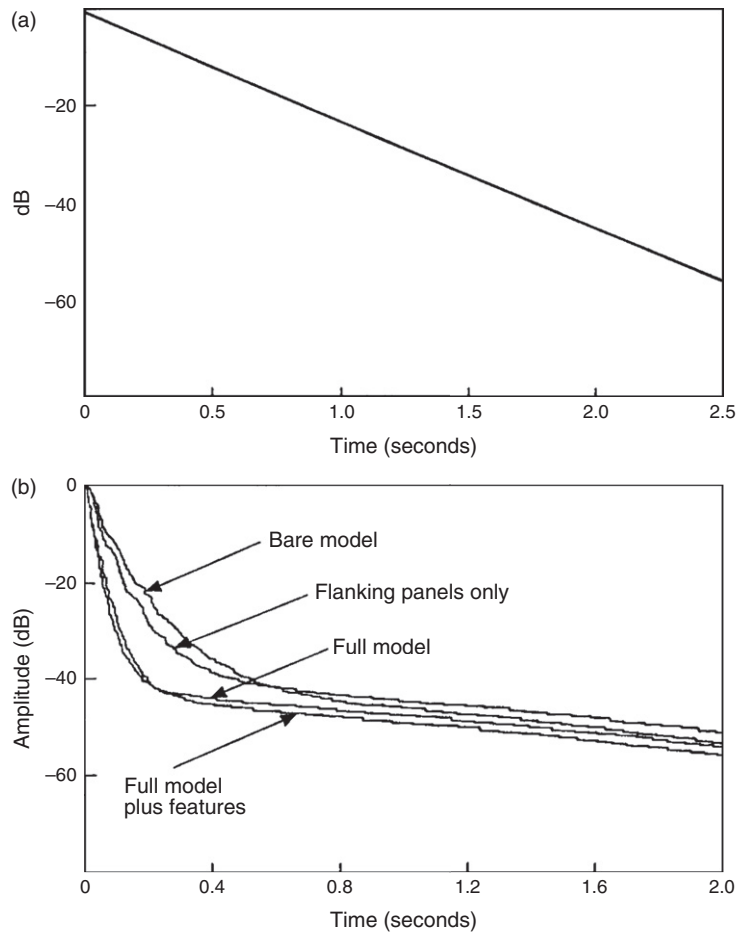 (a)
−20
−40
−60
dB
0
0.5
1.0
1.5
2.0
2.5
Time (seconds)
(b)
0
−20
−40
−60
Amplitude (dB)
Bare model
Flanking panels only
Full model
Full model
plus features
0
0.4
0.8
1.2
1.6
2.0
Time (seconds)